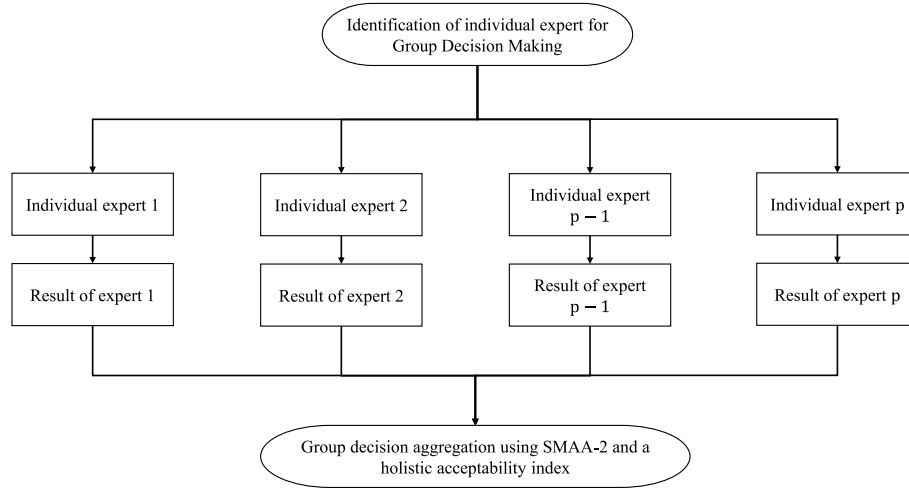 Identification of individual expert for
Group Decision Making
Individual expert 1
Individual expert 2
Individual expert
p − 1
Individual expert p
Result of expert 1
Result of expert 2
Result of expert
p − 1
Result of expert p
Group decision aggregation using SMAA-2 and a
holistic acceptability index